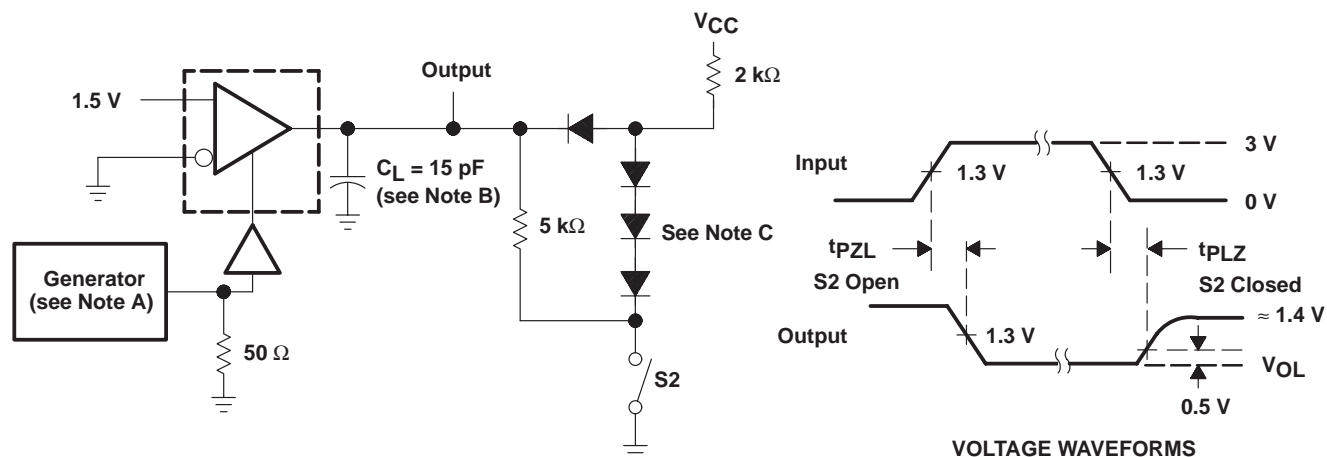 VCC
2 kΩ
Output
1.5 V
CL = 15 pF
(see Note B)
5 kΩ
See Note C
Generator
(see Note A)
50 Ω
S2
Input
3 V
1.3 V
1.3 V
0 V
tPZL
tPLZ
S2 Open
S2 Closed
≈ 1.4 V
Output
1.3 V
VOL
0.5 V
VOLTAGE WAVEFORMS